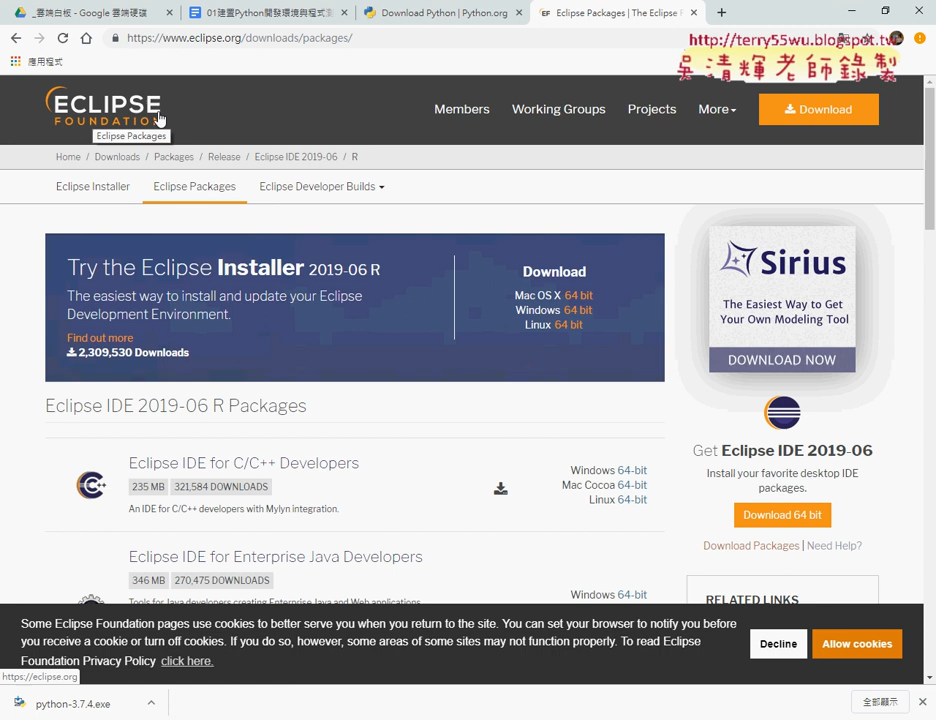 _雲端白板 - Google 雲端硬碟
01建置Python開發環境與程式測
Download Python | Python.org
Eclipse Packages | The Eclipse F
https://www.eclipse.org/downloads/packages/
http://terry55wu.blogspot.tw
應用程式
吳清輝老師錄製
ECLIPSE
FOUNDATION
Eclipse Packages
Members
Working Groups
Projects
More
Download
Home / Downloads / Packages / Release / Eclipse IDE 2019-06 / R
Eclipse Installer
Eclipse Packages
Eclipse Developer Builds
Try the Eclipse Installer 2019-06 R
The easiest way to install and update your Eclipse
Development Environment.
Find out more
2,309,530 Downloads
Download
Mac OS X 64 bit
Windows 64 bit
Linux 64 bit
Sirius
The Easiest Way to Get
Your Own Modeling Tool
DOWNLOAD NOW
Eclipse IDE 2019-06 R Packages
Get Eclipse IDE 2019-06
Install your favorite desktop IDE
packages.
Download 64 bit
Download Packages | Need Help?
Eclipse IDE for C/C++ Developers
235 MB 321,584 DOWNLOADS
An IDE for C/C++ developers with Mylyn integration.
Windows 64-bit
Mac Cocoa 64-bit
Linux 64-bit
Eclipse IDE for Enterprise Java Developers
346 MB 270,475 DOWNLOADS
Tools for Java developers creating Enterprise Java and Web applications,
Windows 64-bit
RELATED LINKS
Some Eclipse Foundation pages use cookies to better serve you when you return to the site. You can set your browser to notify you before
you receive a cookie or turn off cookies. If you do so, however, some areas of some sites may not function properly. To read Eclipse
Foundation Privacy Policy click here.
Decline
Allow cookies
https://eclipse.org
python-3.7.4.exe
全部顯示